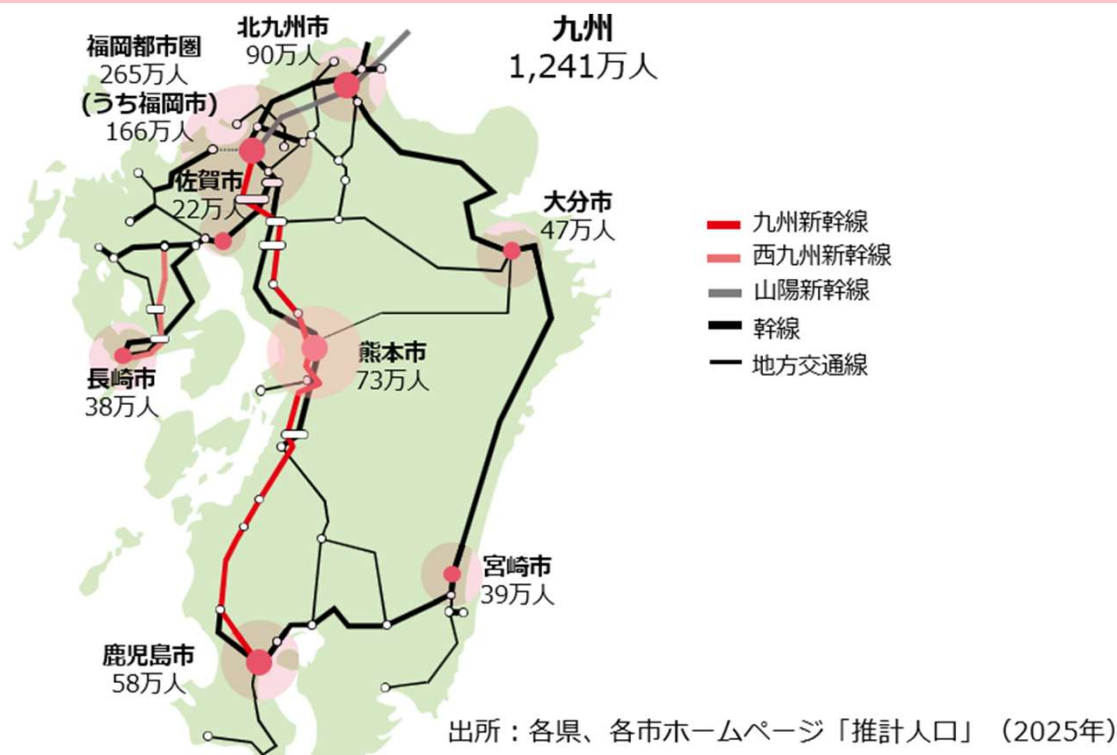 九州
1,241万人
北九州市
90万人
福岡都市圏
265万人
(うち福岡市)
166万人
佐賀市
22万人
大分市
47万人
長崎市
38万人
熊本市
73万人
宮崎市
39万人
鹿児島市
58万人
九州新幹線
西九州新幹線
山陽新幹線
幹線
地方交通線
出所：各県、各市ホームページ「推計人口」（2025年）